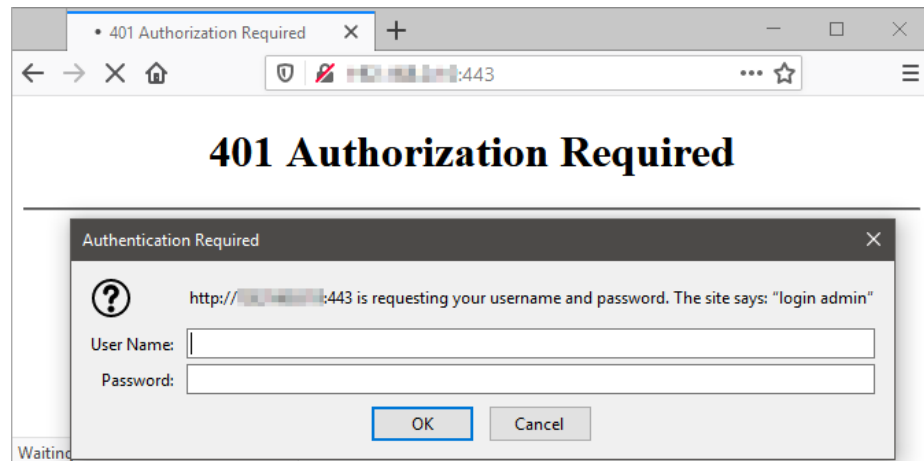 • 401 Authorization Required
:443
401 Authorization Required
Authentication Required
http:// :443 is requesting your username and password. The site says: “login admin”
User Name:
Password:
OK Cancel
Waiting